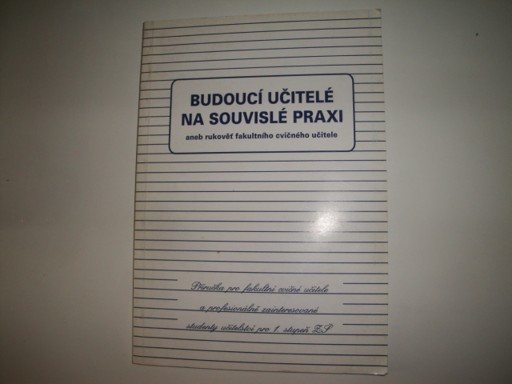 BUDOUCÍ UČITELÉ
NA SOUVISLÉ PRAXI
aneb rukověť fakultního cvičného učitele
Příručka pro fakultní cvičné učitele
a profesionálně zainteresované
studenty učitelství pro 1. stupeň ZŠ